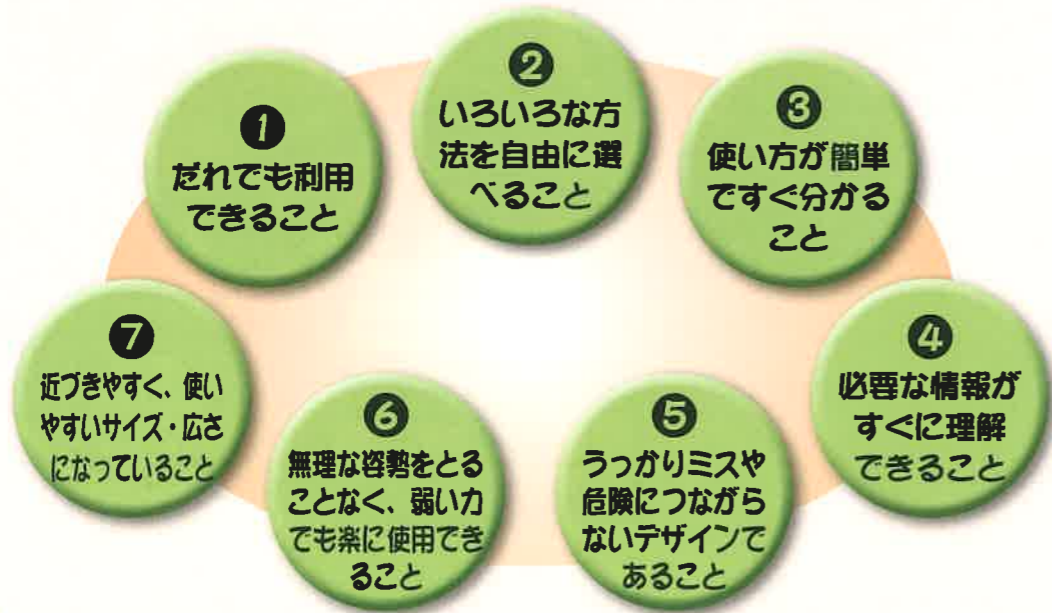 ❶
だれでも利用
できること
❷
いろいろな方
法を自由に選
べること
❸
使い方が簡単
ですぐ分かる
こと
❹
必要な情報が
すぐに理解
できること
❺
うっかりミスや
危険につながら
ないデザインで
あること
❻
無理な姿勢をとる
ことなく、弱い力
でも楽に使用でき
ること
❼
近づきやすく、使い
やすいサイズ・広さ
になっていること